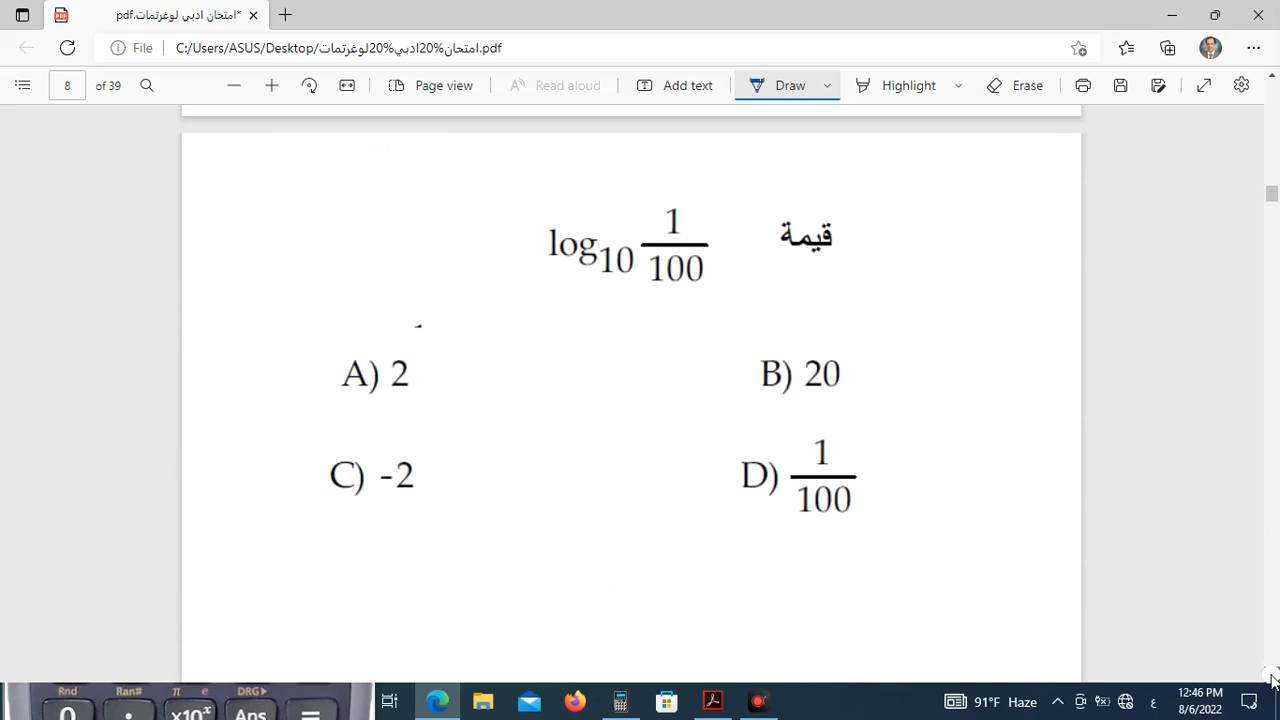 امتحان ادبي لوغرتمات.pdf*
File C:/Users/ASUS/Desktop/امتحان%20ادبي%20لوغرتمات.pdf
8 of 39 Page view Read aloud Add text Draw Highlight Erase
قيمة log₁₀ 1/100
A) 2 B) 20
C) -2 D) 1/100
Rnd Ran# π e DRG▸
0 . ×10ˣ Ans =
91°F Haze ع 12:46 PM
8/6/2022